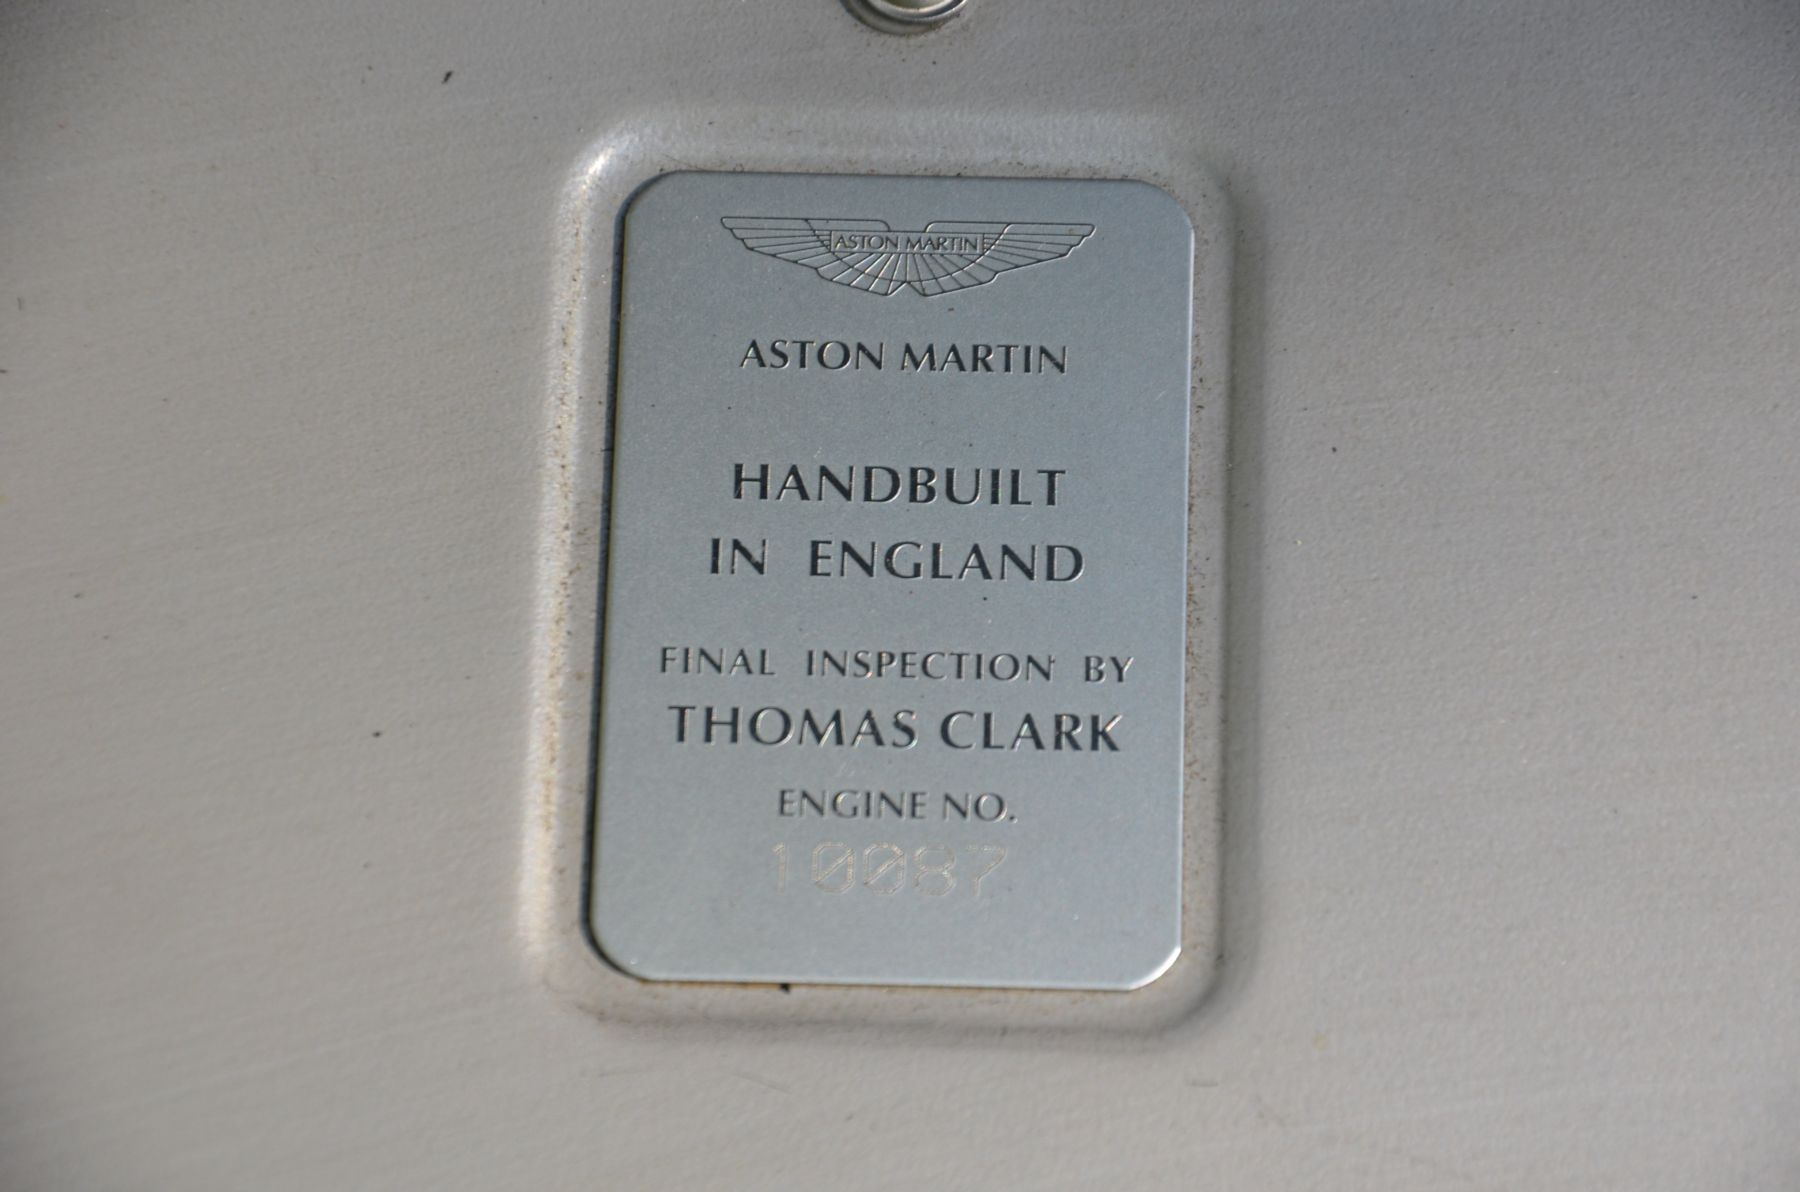 ASTON MARTIN
ASTON MARTIN
HANDBUILT
IN ENGLAND
FINAL INSPECTION BY
THOMAS CLARK
ENGINE NO.
10087